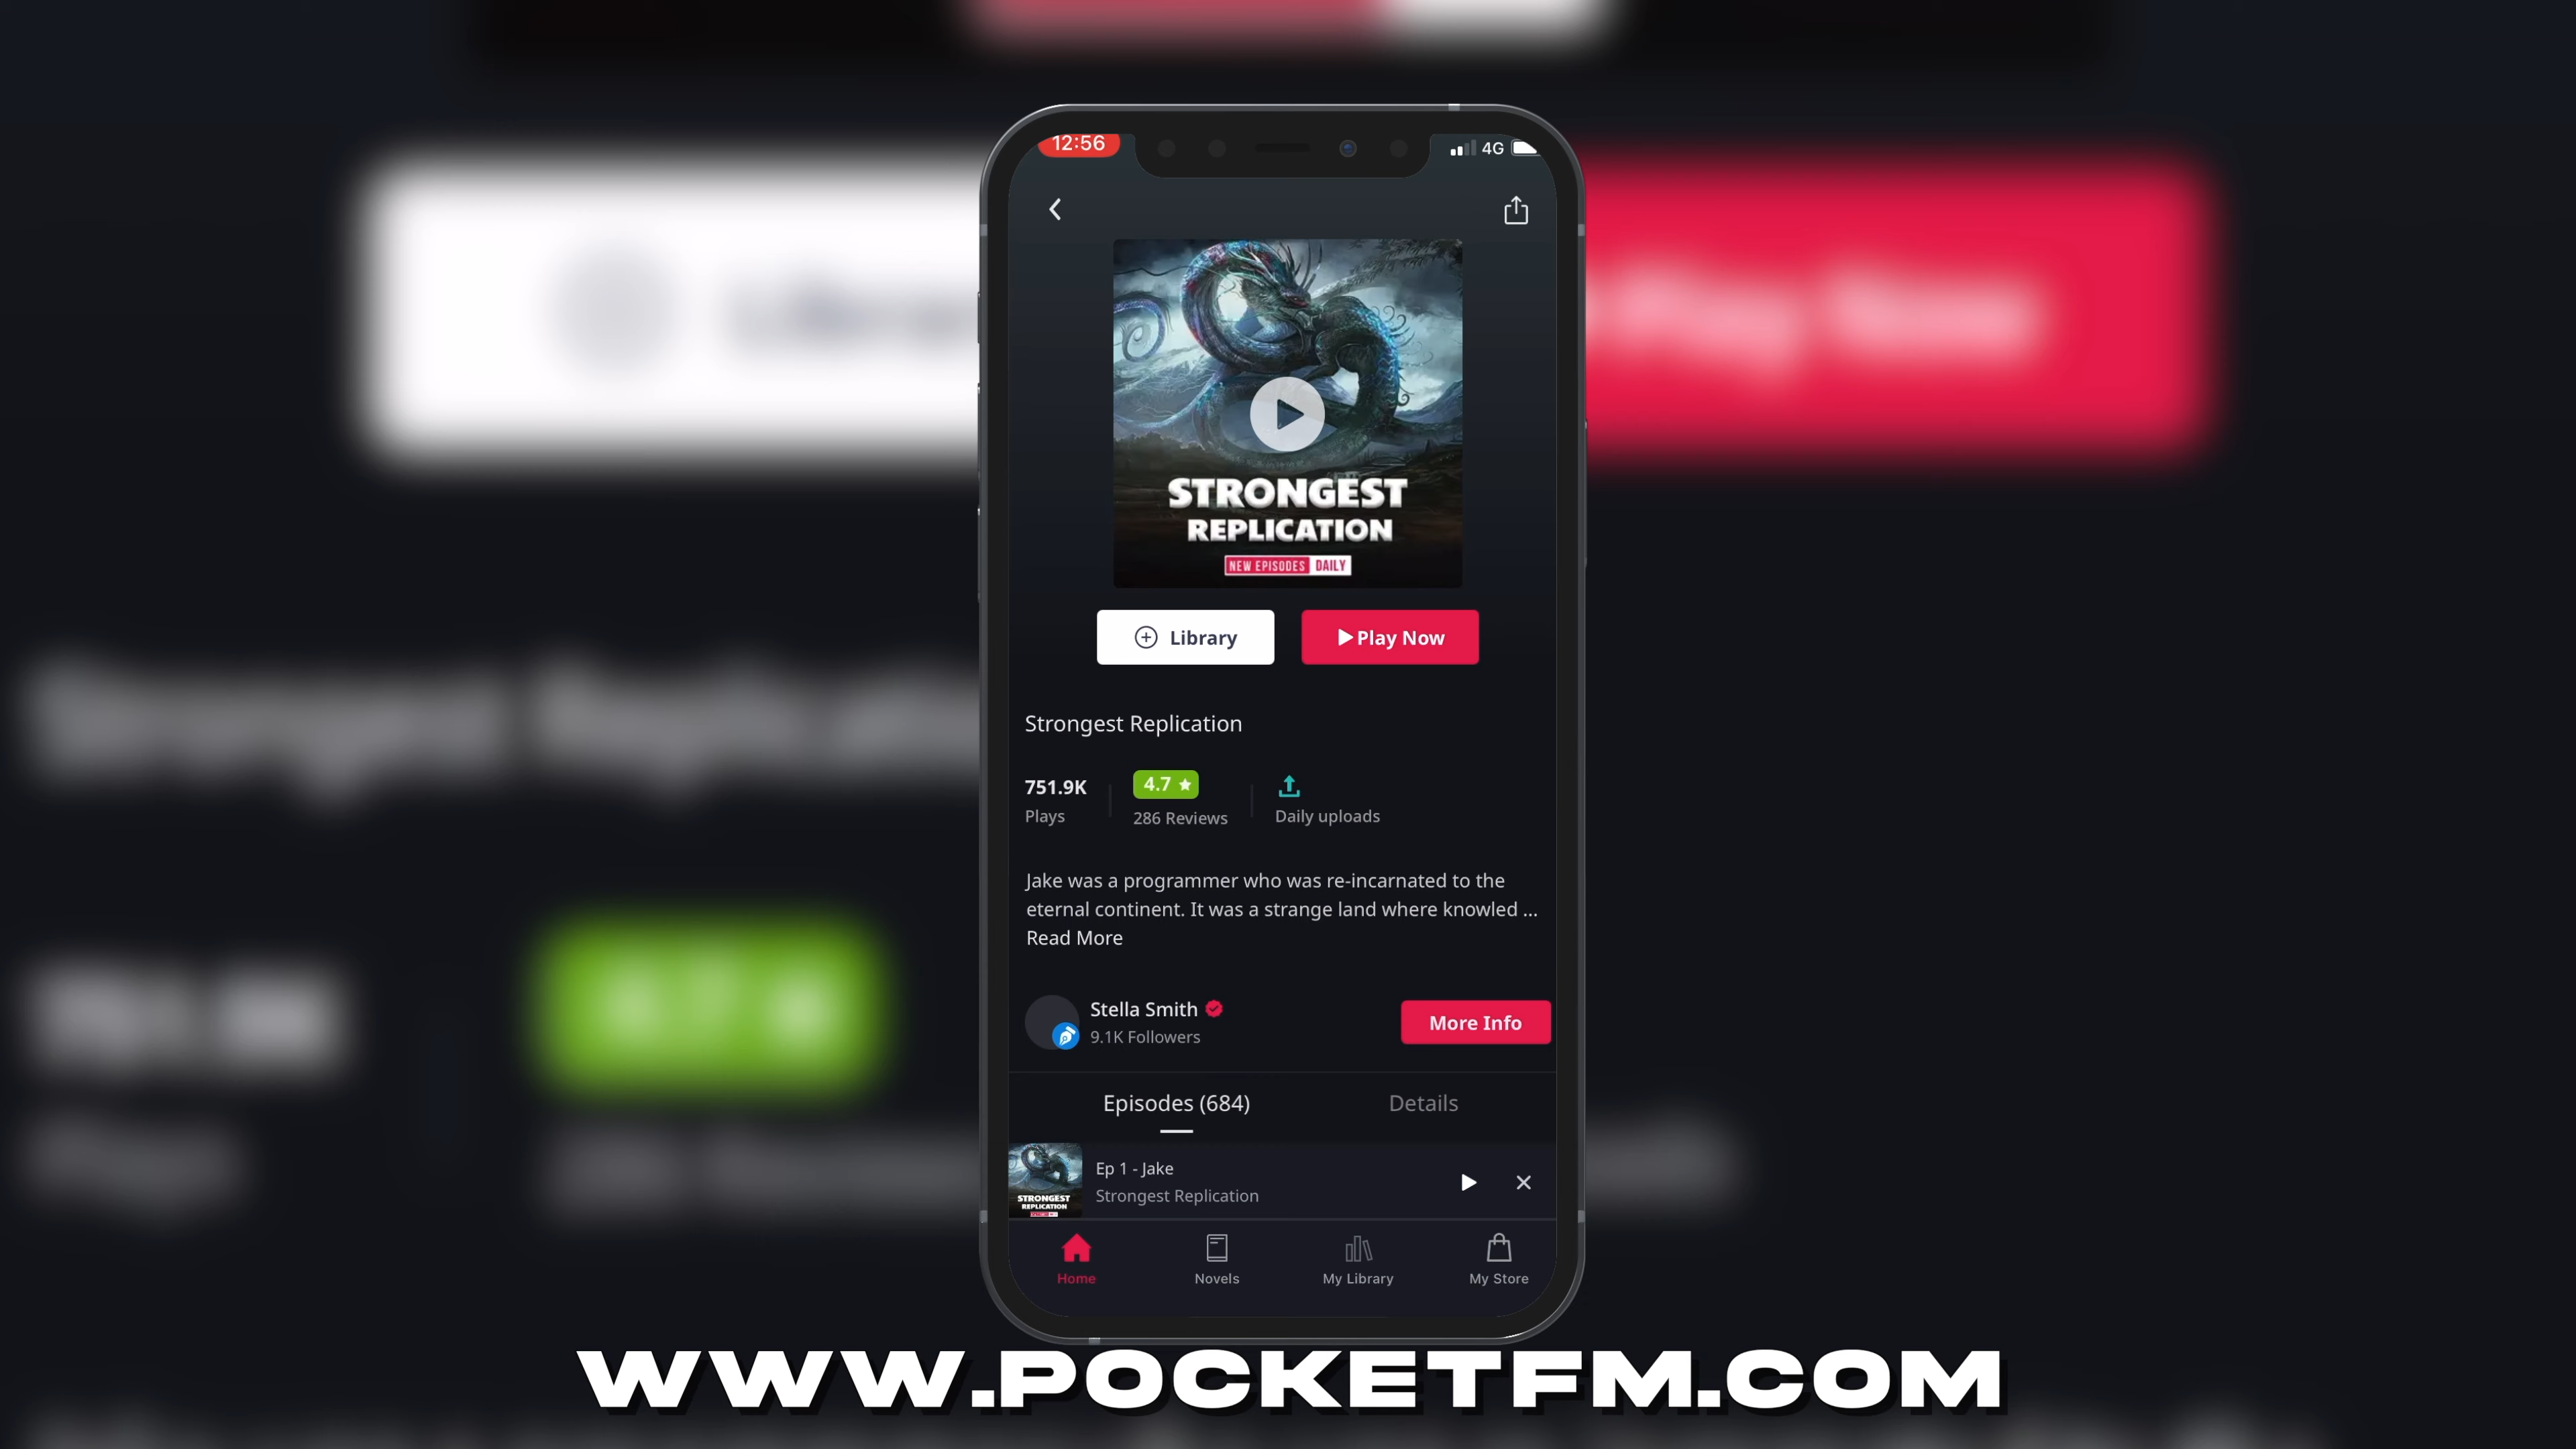 12:56
4G
STRONGEST
REPLICATION
NEW EPISODES DAILY
Library
Play Now
Strongest Replication
751.9K
Plays
4.7
286 Reviews
Daily uploads
Jake was a programmer who was re-incarnated to the
eternal continent. It was a strange land where knowled ...
Read More
Stella Smith
9.1K Followers
More Info
Episodes (684)
Details
STRONGEST
REPLICATION
Ep 1 - Jake
Strongest Replication
Home
Novels
My Library
My Store
WWW.POCKETFM.COM